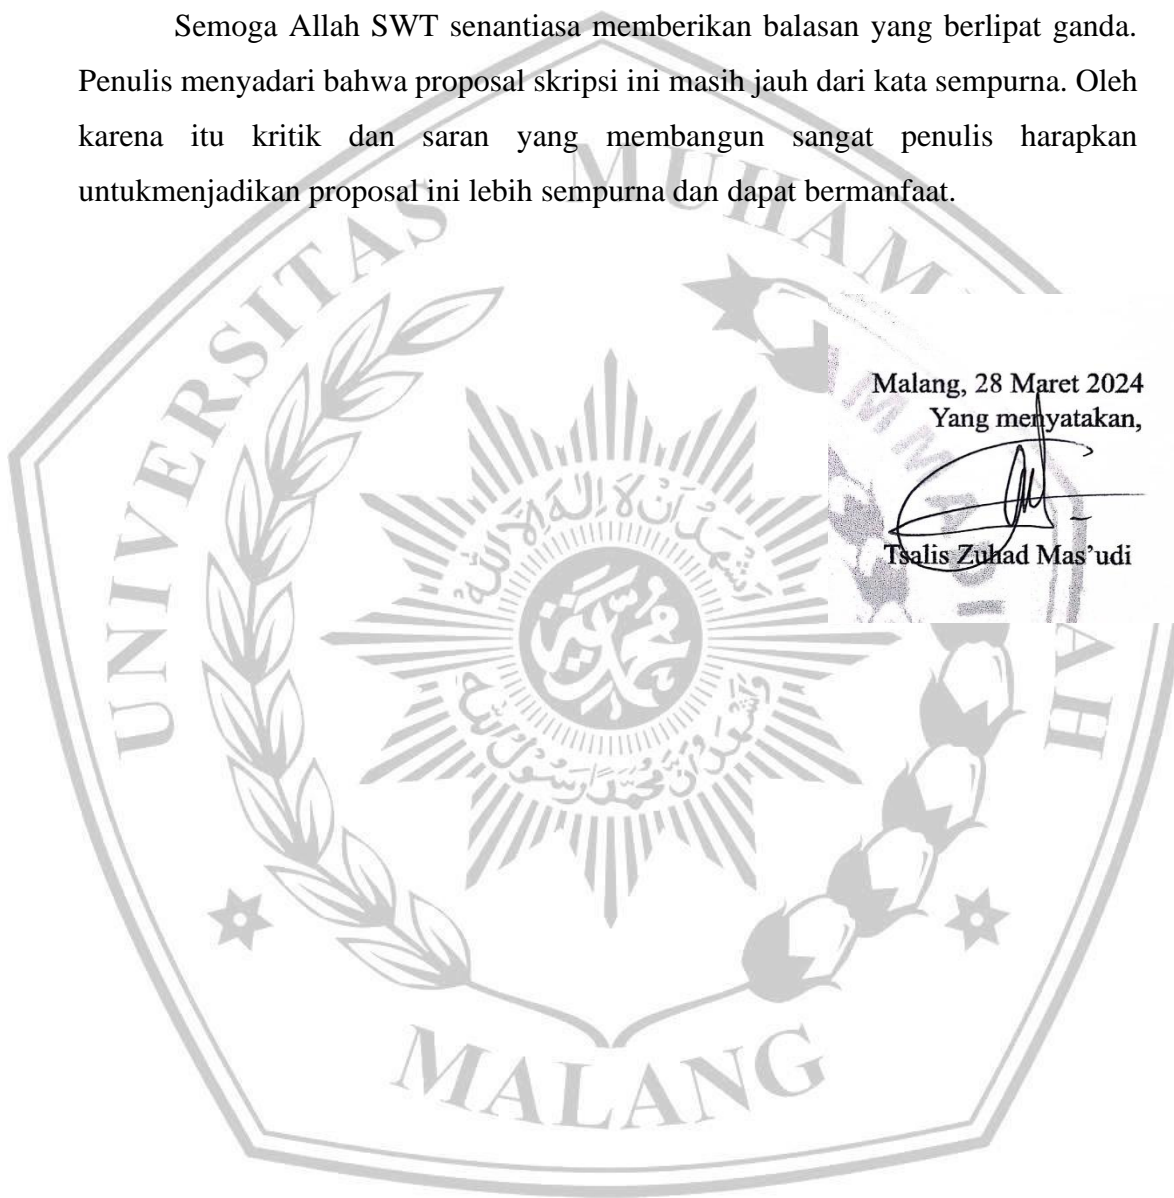 Semoga Allah SWT senantiasa memberikan balasan yang berlipat ganda.
Penulis menyadari bahwa proposal skripsi ini masih jauh dari kata sempurna. Oleh
karena itu kritik dan saran yang membangun sangat penulis harapkan
untukmenjadikan proposal ini lebih sempurna dan dapat bermanfaat.
Malang, 28 Maret 2024
Yang menyatakan,
Tsalis Zuhad Mas’udi
UNIVERSITAS MUHAM
AH
MALANG